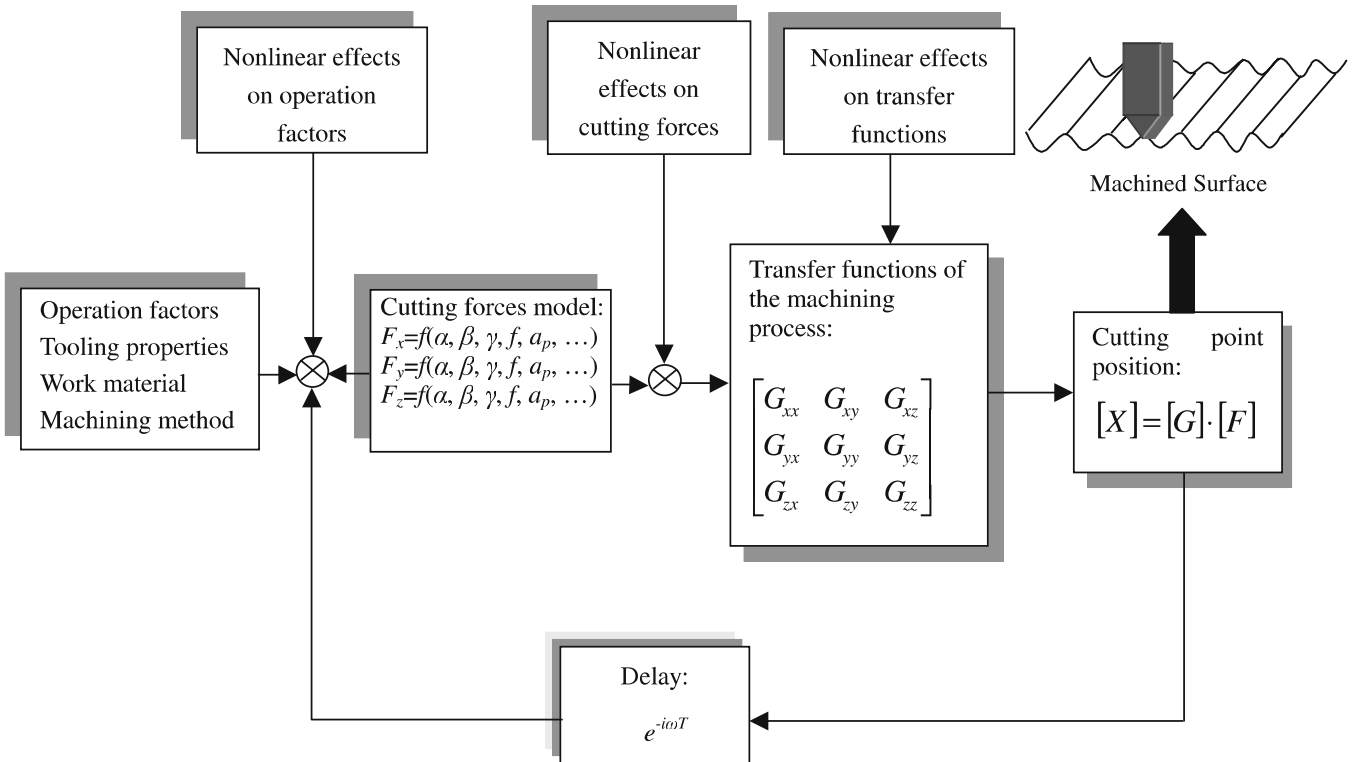 Nonlinear effects
on operation
factors
Nonlinear
effects on
cutting forces
Nonlinear effects
on transfer
functions
Machined Surface
Operation factors
Tooling properties
Work material
Machining method
Cutting forces model:
Fx=f(α, β, γ, f, ap, …)
Fy=f(α, β, γ, f, ap, …)
Fz=f(α, β, γ, f, ap, …)
Transfer functions of
the machining
process:
Gxx Gxy Gxz
Gyx Gyy Gyz
Gzx Gzy Gzz
Cutting point
position:
[X]=[G]·[F]
Delay:
e^-iωT